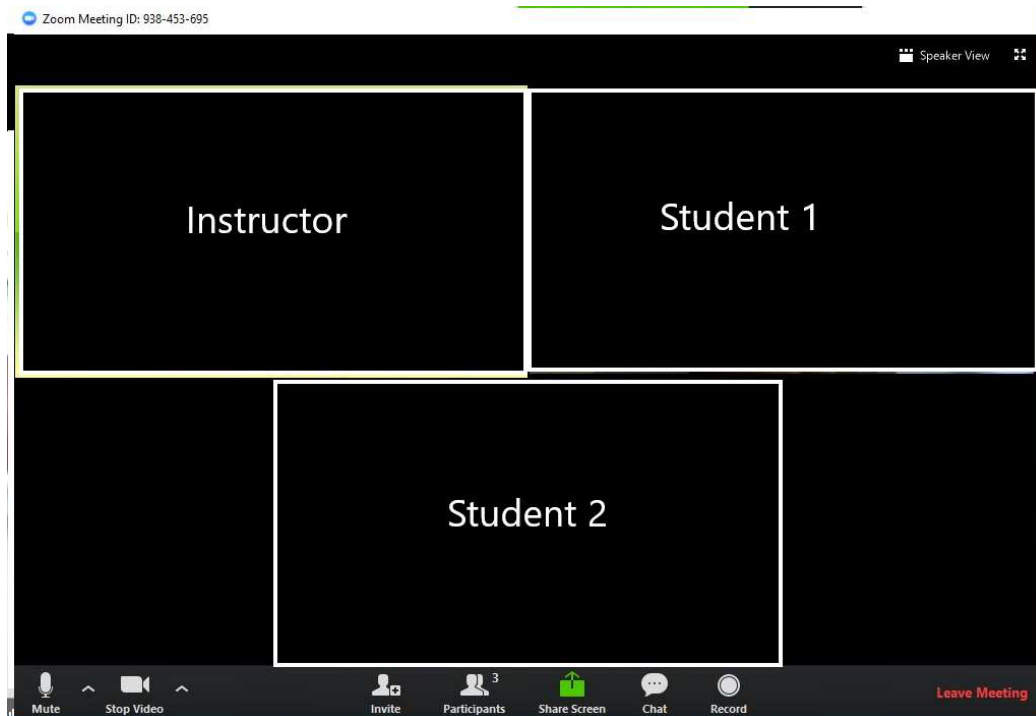 Zoom Meeting ID: 938-453-695
Speaker View
Instructor
Student 1
Student 2
3
Mute
Stop Video
Invite
Participants
Share Screen
Chat
Record
Leave Meeting